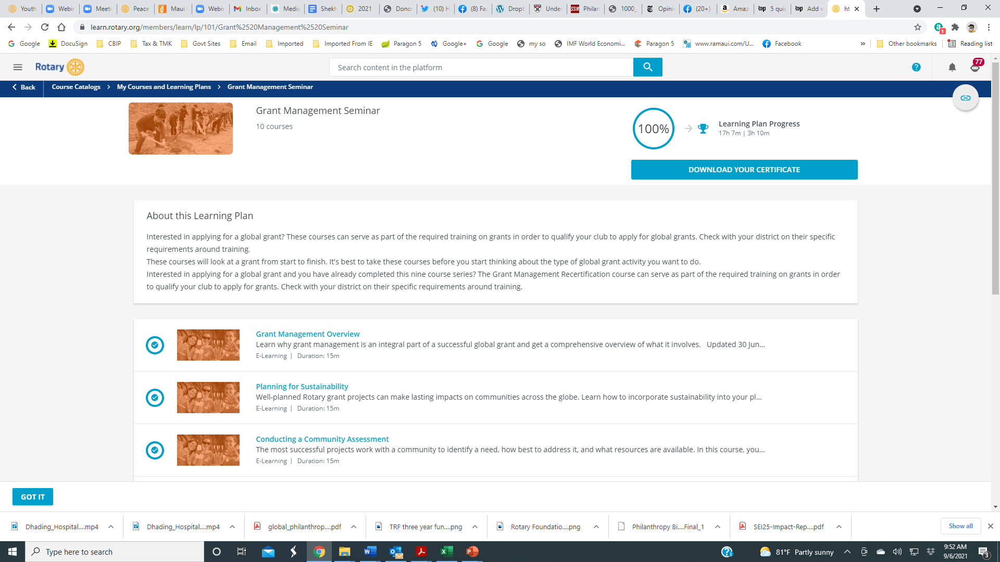 Youth
Webir
Meeti
Peace
Maui
Webir
Inbox
Media
Shekh
2021 -
Dono
(10) H
(8) Fac
Dropb
Under
SSIR
Philan
1000_
Opinio
(20+)
Amaz
wp
5 quic
wp
Add v
ht
learn.rotary.org/members/learn/lp/101/Grant%2520Management%2520Seminar
1
Google
DocuSign
CBIP
Tax & TMK
Govt Sites
Email
Imported
Imported From IE
Paragon 5
Google+
Google
my so
IMF World Economi...
Paragon 5
www.ramaui.com/U...
Facebook
»
Other bookmarks
Reading list
Rotary
Search content in the platform
?
77
Back
Course Catalogs > My Courses and Learning Plans > Grant Management Seminar
Grant Management Seminar
10 courses
100%
Learning Plan Progress
17h 7m | 3h 10m
DOWNLOAD YOUR CERTIFICATE
About this Learning Plan
Interested in applying for a global grant? These courses can serve as part of the required training on grants in order to qualify your club to apply for global grants. Check with your district on their specific
requirements around training.
These courses will look at a grant from start to finish. It's best to take these courses before you start thinking about the type of global grant activity you want to do.
Interested in applying for a global grant and you have already completed this nine course series? The Grant Management Recertification course can serve as part of the required training on grants in order
to qualify your club to apply for grants. Check with your district on their specific requirements around training.
Grant Management Overview
Learn why grant management is an integral part of a successful global grant and get a comprehensive overview of what it involves.   Updated 30 Jun...
E-Learning | Duration: 15m
Planning for Sustainability
Well-planned Rotary grant projects can make lasting impacts on communities across the globe. Learn how to incorporate sustainability into your pl...
E-Learning | Duration: 15m
Conducting a Community Assessment
The most successful projects work with a community to identify a need, how best to address it, and what resources are available. In this course, you...
E-Learning | Duration: 15m
GOT IT
Dhading_Hospital....mp4
Dhading_Hospital....mp4
global_philanthrop....pdf
TRF three year fun....png
Rotary Foundatio....png
Philanthropy Bi....Final_1
SEI25-Impact-Rep....pdf
Show all
Type here to search
81°F Partly sunny
9:52 AM
9/6/2021
3